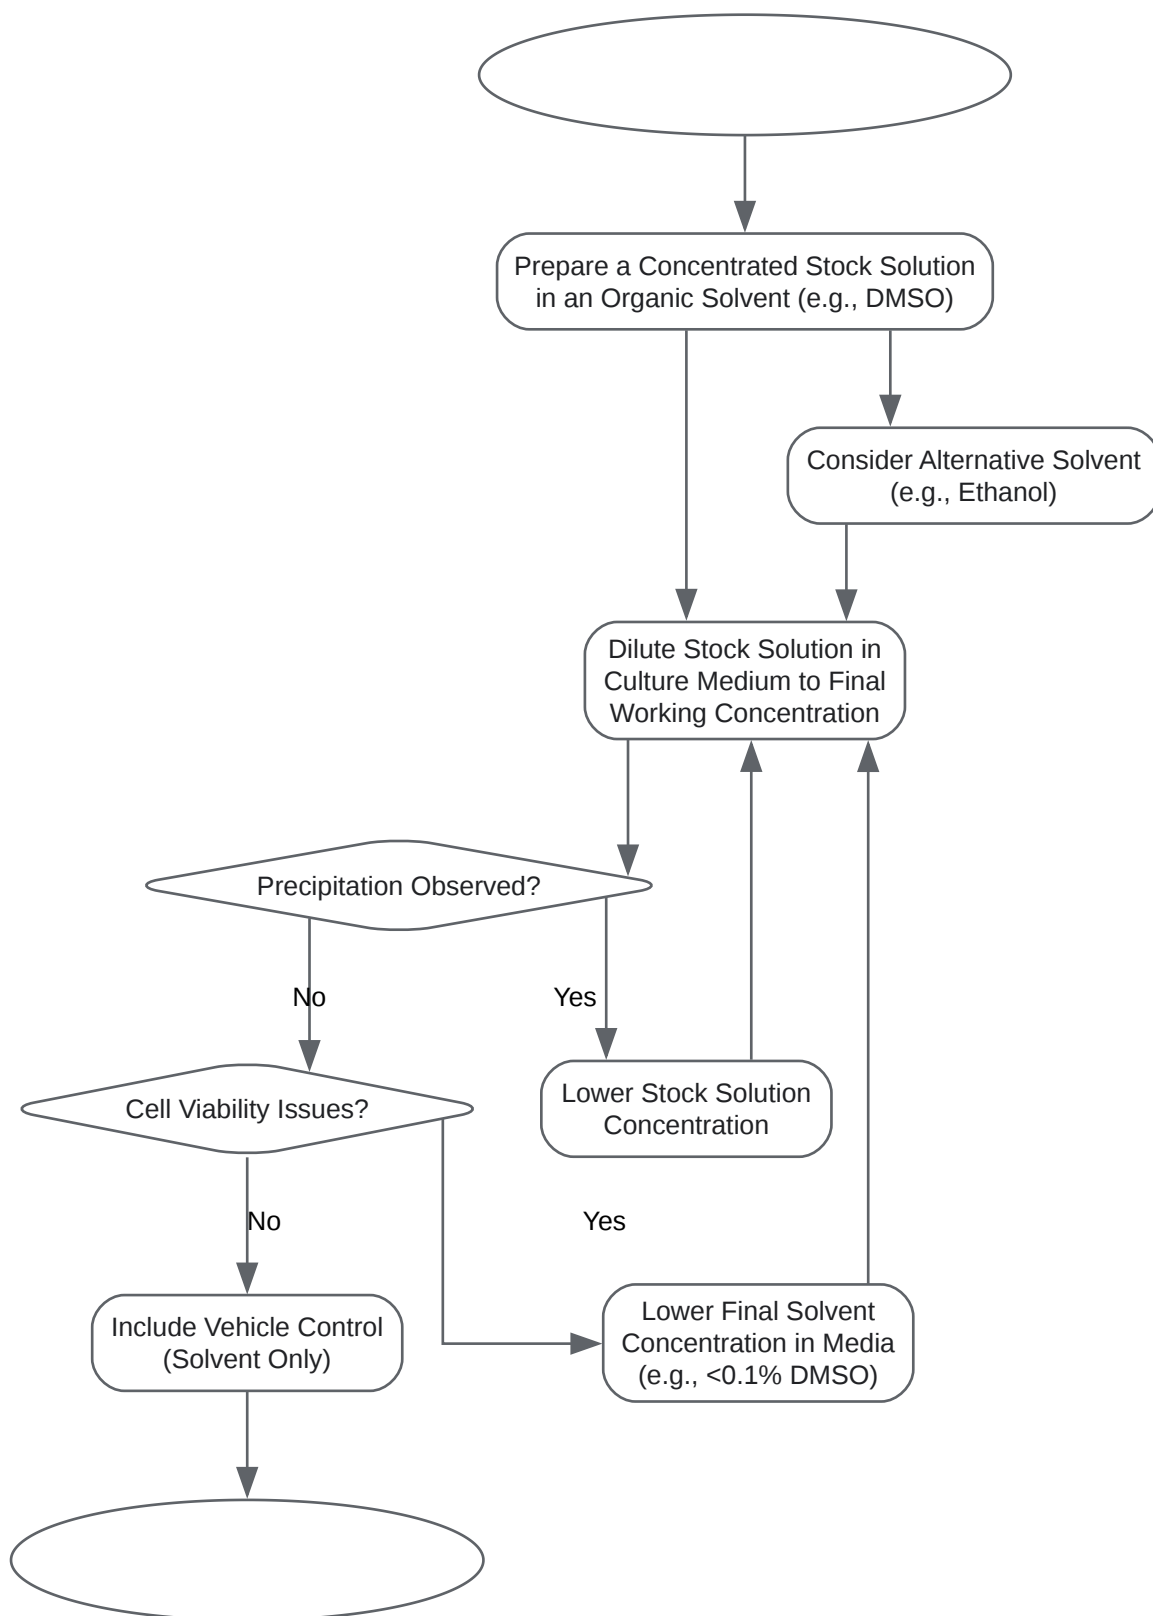 Prepare a Concentrated Stock Solution
in an Organic Solvent (e.g., DMSO)
Consider Alternative Solvent
(e.g., Ethanol)
Dilute Stock Solution in
Culture Medium to Final
Working Concentration
Precipitation Observed?
No
Yes
Lower Stock Solution
Concentration
Cell Viability Issues?
No
Yes
Include Vehicle Control
(Solvent Only)
Lower Final Solvent
Concentration in Media
(e.g., <0.1% DMSO)